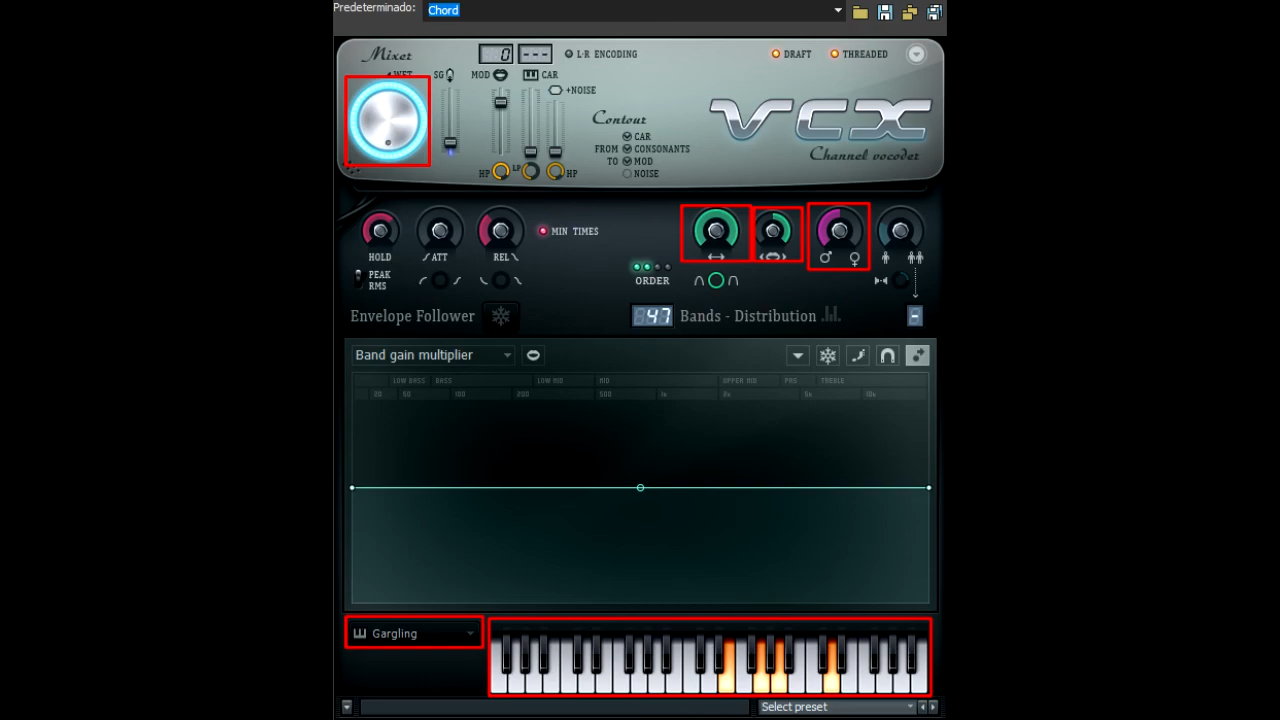 Predeterminado: Chord
Mixer
0 --- L-R ENCODING
DRAFT THREADED
WET SG MOD CAR
+NOISE
Contour
CAR
FROM CONSONANTS
TO MOD
NOISE
HP LP HP
VCX
Channel vocoder
HOLD ATT REL MIN TIMES
PEAK
RMS
ORDER
Envelope Follower 47 Bands - Distribution -
Band gain multiplier
LOW BASS BASS LOW MID MID UPPER MID PRS TREBLE
20 50 100 200 500 1k 2k 5k 10k
Gargling
Select preset